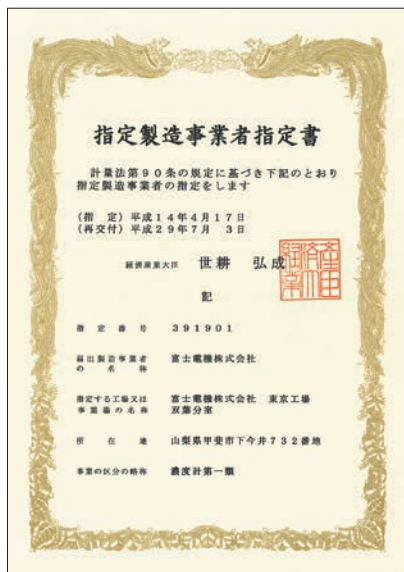 指定製造事業者指定書
計量法第９０条の規定に基づき下記のとおり
指定製造事業者の指定をします
(指　定) 平成１４年４月１７日
(再交付) 平成２９年７月　３日
経済産業大臣　世耕　弘成
経済産業大臣
記
指定番号　３９１９０１
届出製造事業者　富士電機株式会社
の名称
指定する工場又は　富士電機株式会社　東京工場
事業場の名称　双葉分室
所在地　山梨県甲斐市下今井７３２番地
事業の区分の略称　濃度計第一類